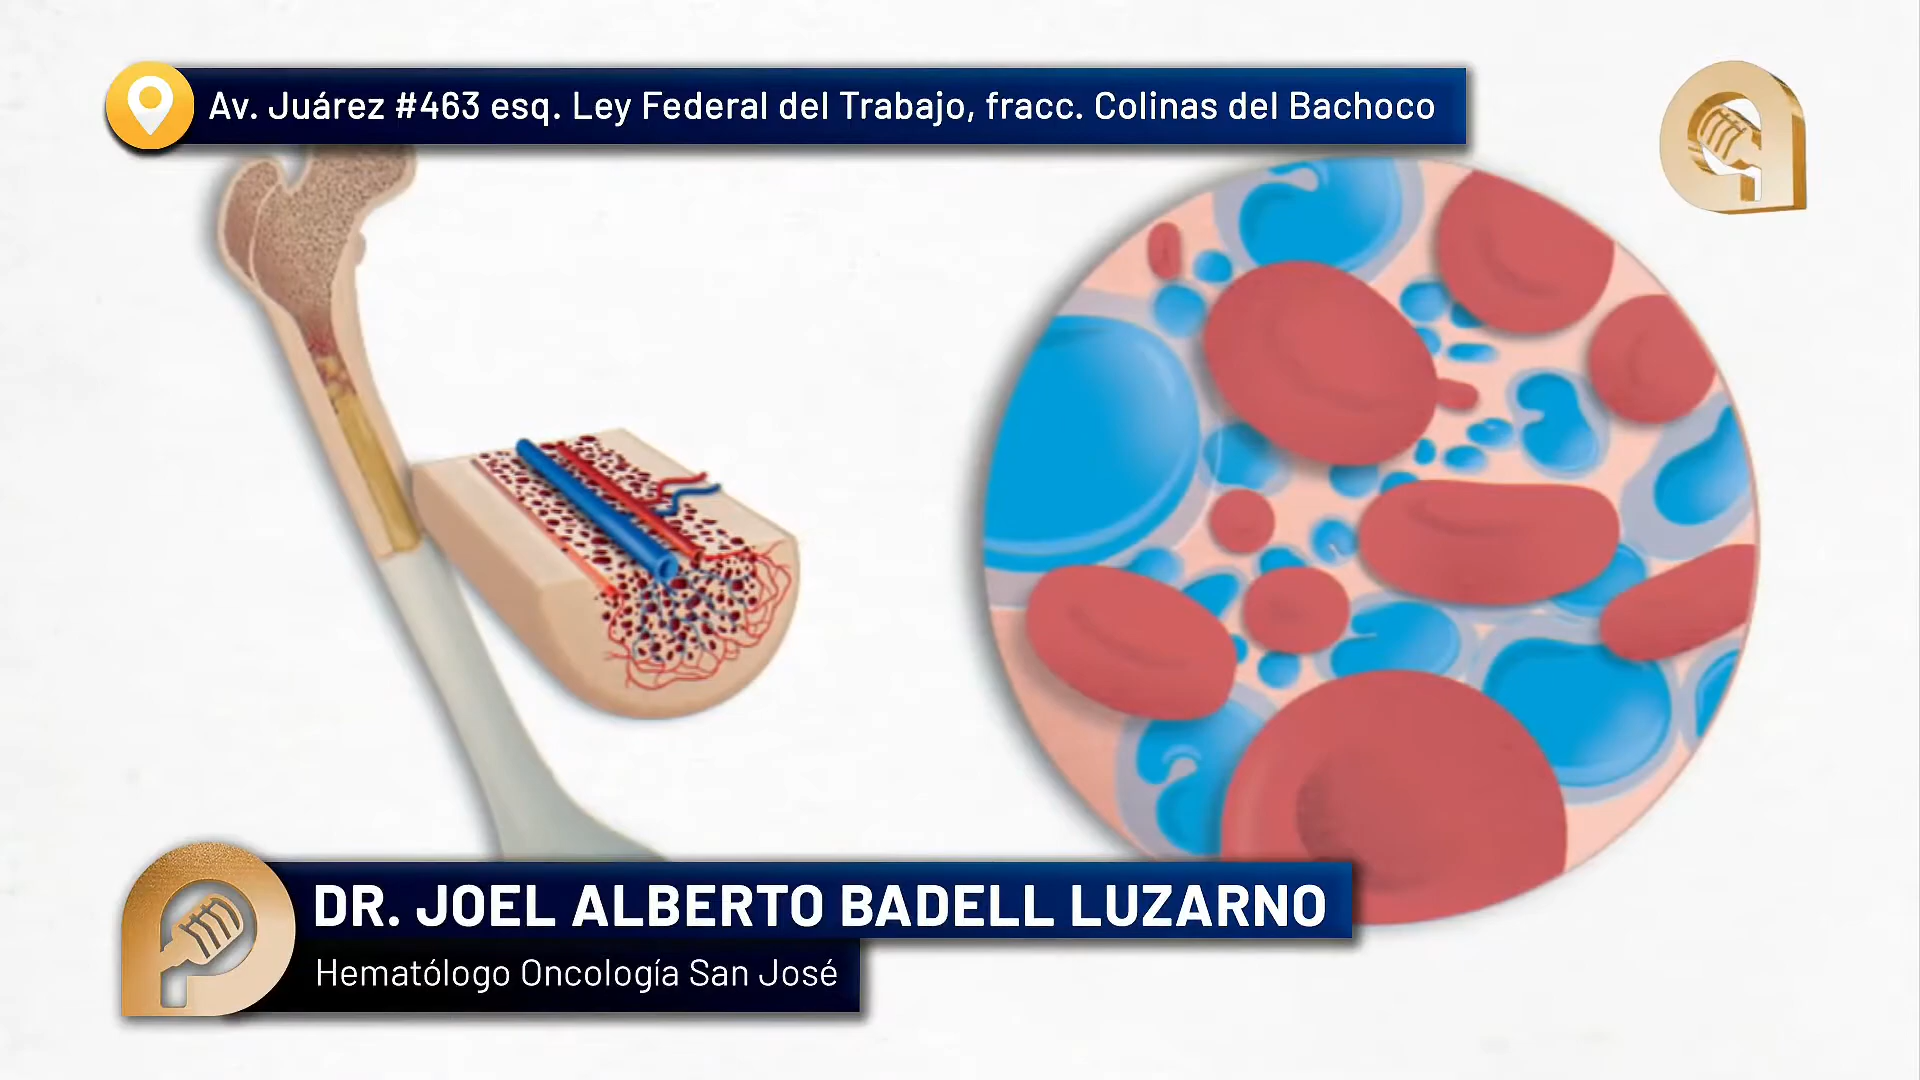 Av. Juárez #463 esq. Ley Federal del Trabajo, fracc. Colinas del Bachoco
DR. JOEL ALBERTO BADELL LUZARNO
Hematólogo Oncología San José